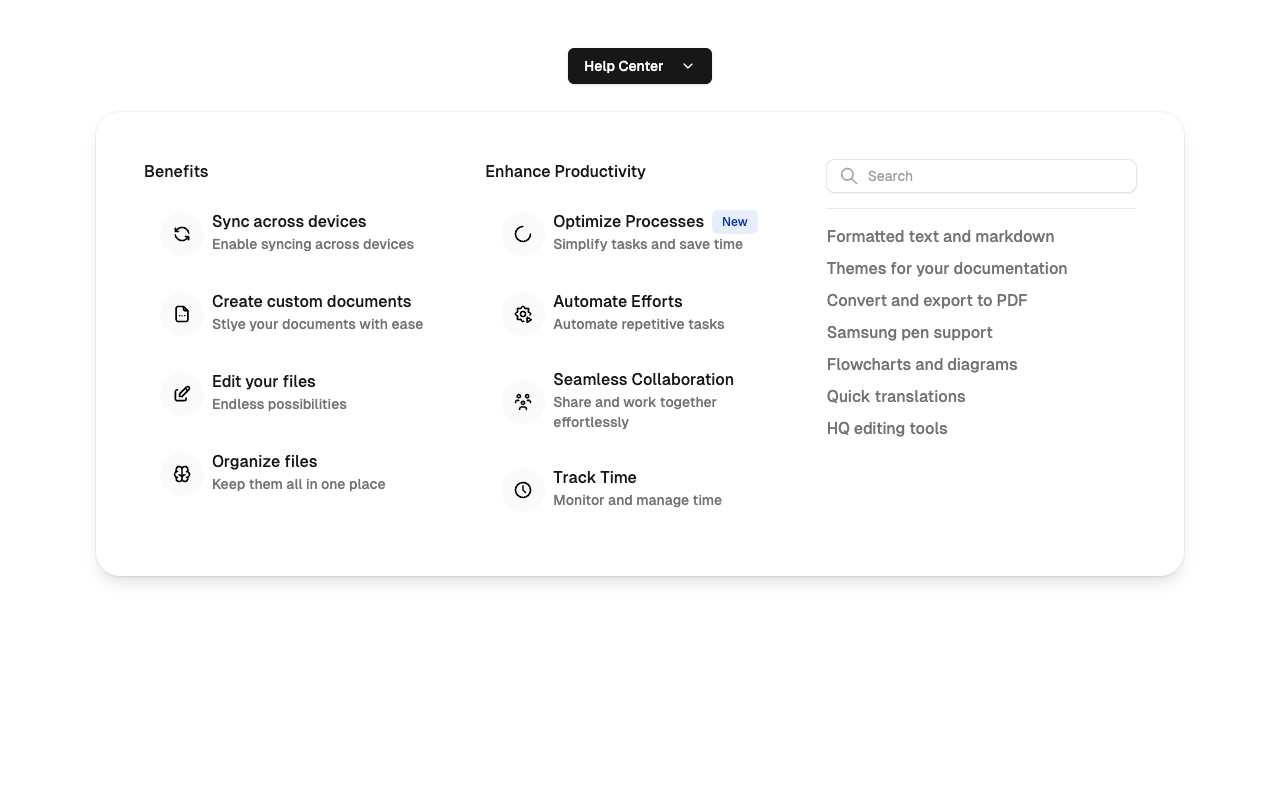 Help Center
Benefits
Sync across devices
Enable syncing across devices
Create custom documents
Stlye your documents with ease
Edit your files
Endless possibilities
Organize files
Keep them all in one place
Enhance Productivity
Optimize Processes New
Simplify tasks and save time
Automate Efforts
Automate repetitive tasks
Seamless Collaboration
Share and work together
effortlessly
Track Time
Monitor and manage time
Search
Formatted text and markdown
Themes for your documentation
Convert and export to PDF
Samsung pen support
Flowcharts and diagrams
Quick translations
HQ editing tools